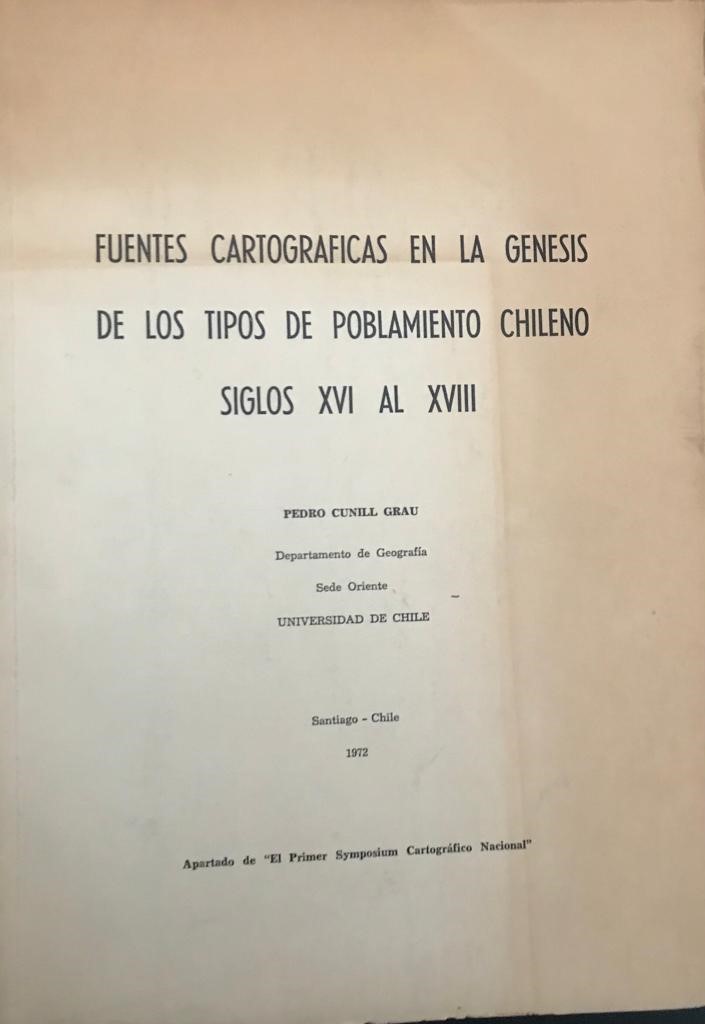 FUENTES CARTOGRAFICAS EN LA GENESIS
DE LOS TIPOS DE POBLAMIENTO CHILENO
SIGLOS XVI AL XVIII
PEDRO CUNILL GRAU
Departamento de Geografía
Sede Oriente
UNIVERSIDAD DE CHILE
Santiago - Chile
1972
Apartado de "El Primer Symposium Cartográfico Nacional"